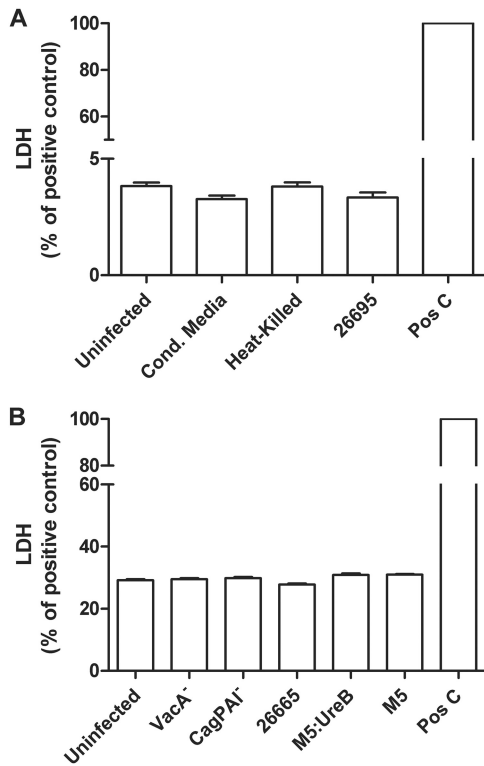 A
LDH
(% of positive control)
100
80
60
5
0
Uninfected
Cond. Media
Heat-Killed
26695
Pos C
B
LDH
(% of positive control)
100
80
60
40
20
0
Uninfected
VacA⁻
CagPAI⁻
26665
M5:UreB
M5
Pos C